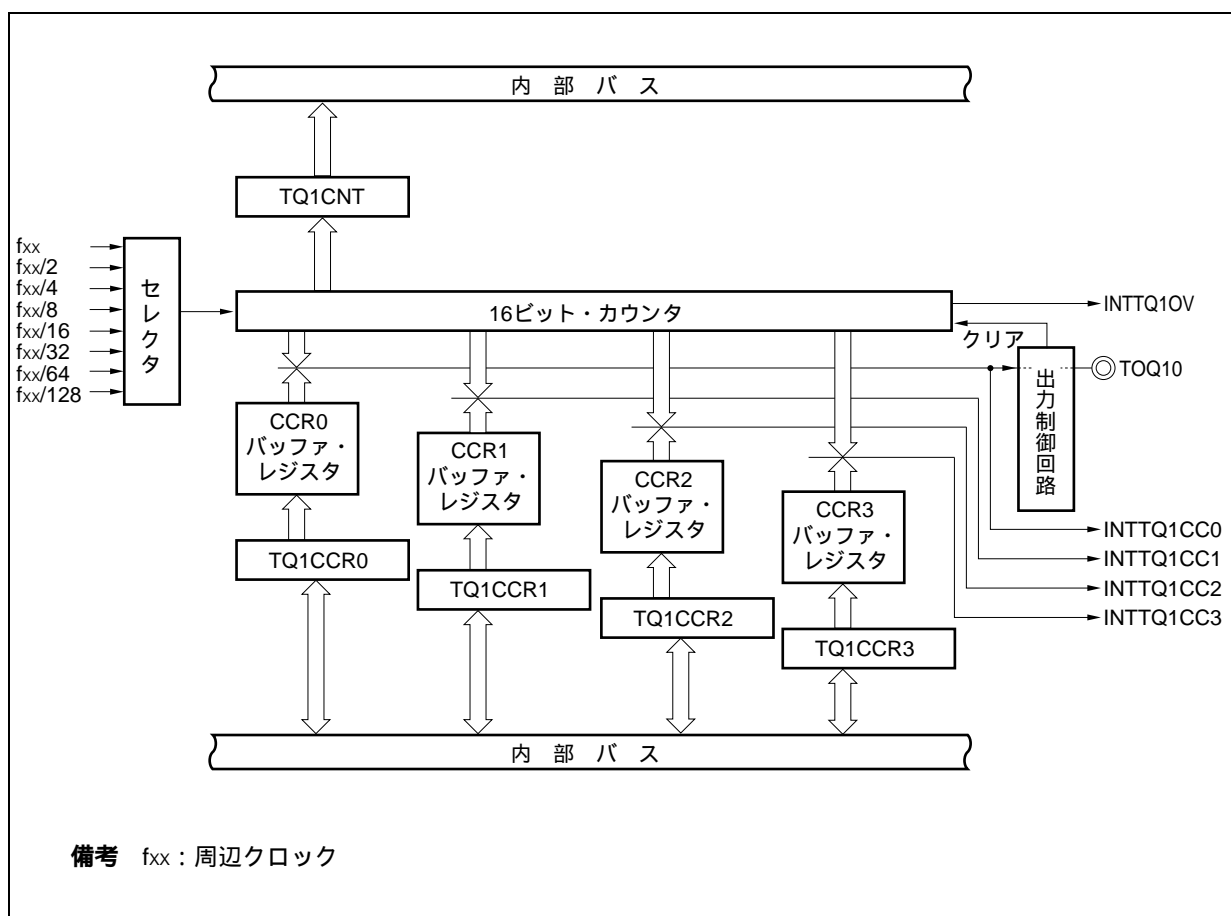 内 部 バ ス
TQ1CNT
fxx
fxx/2
fxx/4
fxx/8
fxx/16
fxx/32
fxx/64
fxx/128
セレクタ
16ビット・カウンタ
INTTQ1OV
クリア
出力制御回路
TOQ10
CCR0
バッファ・
レジスタ
CCR1
バッファ・
レジスタ
CCR2
バッファ・
レジスタ
CCR3
バッファ・
レジスタ
TQ1CCR0
TQ1CCR1
TQ1CCR2
TQ1CCR3
INTTQ1CC0
INTTQ1CC1
INTTQ1CC2
INTTQ1CC3
内 部 バ ス
備考 fxx：周辺クロック